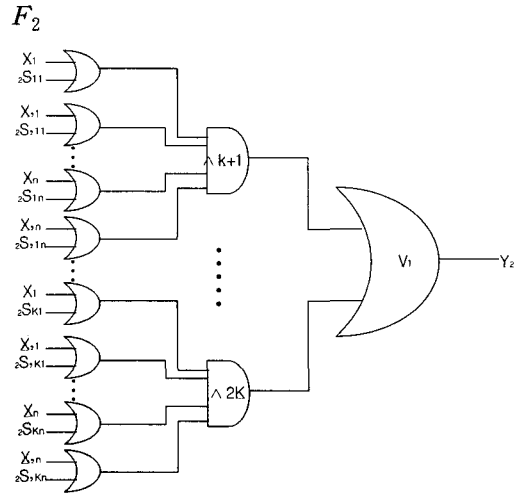 F₂
X₁
₂S₁₁
X,₁
₂S,₁₁
Xₙ
₂S₁ₙ
X,ₙ
₂S,₁ₙ
X₁
₂Sₖ₁
X,₁
₂S,ₖ₁
Xₙ
₂Sₖₙ
X,ₙ
₂S,ₖₙ
∧ k+1
∧ 2K
V₁
Y₂